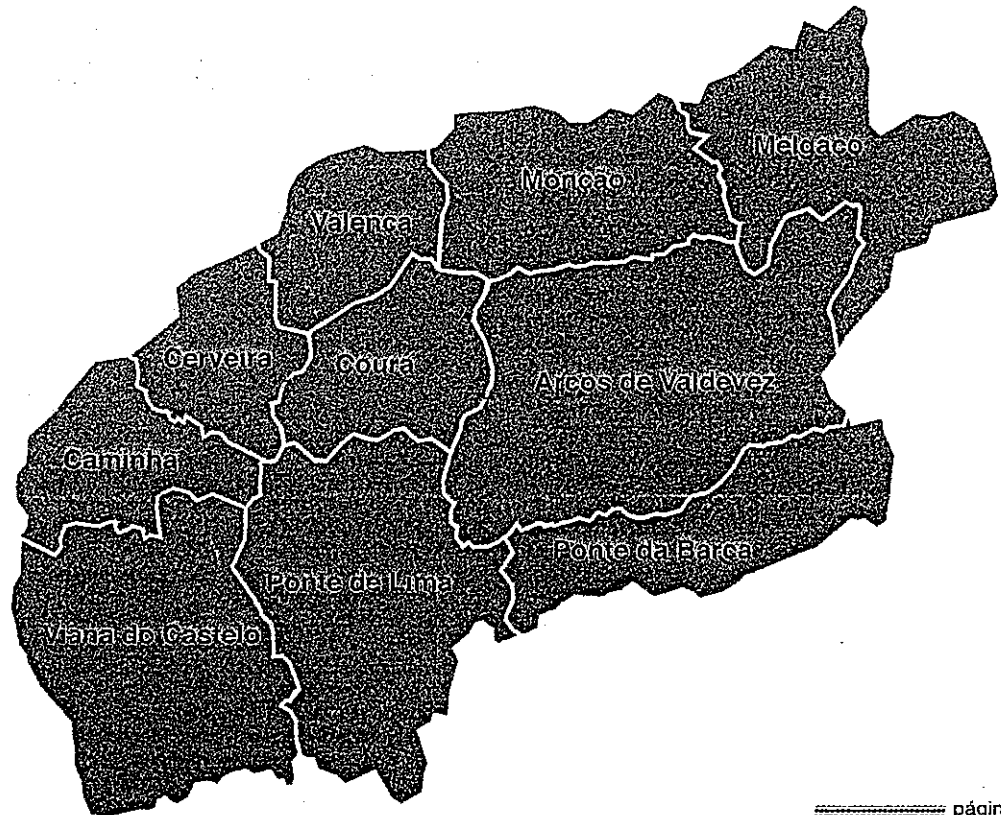 Melgaço
Monção
Valença
Cerveira
Coura
Arcos de Valdevez
Caminha
Ponte da Barca
Ponte de Lima
Viana do Castelo
págin